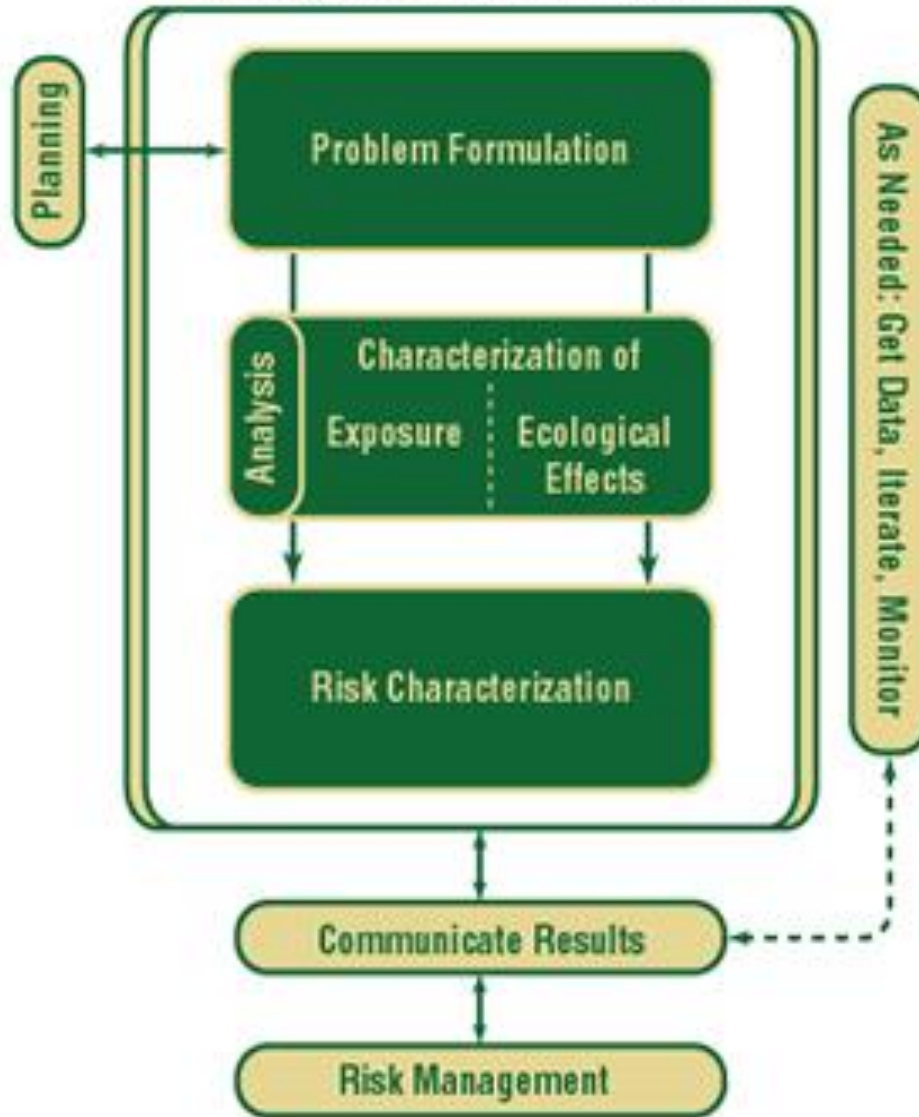 Planning
Problem Formulation
Analysis
Characterization of
Exposure
Ecological
Effects
Risk Characterization
As Needed: Get Data, Iterate, Monitor
Communicate Results
Risk Management